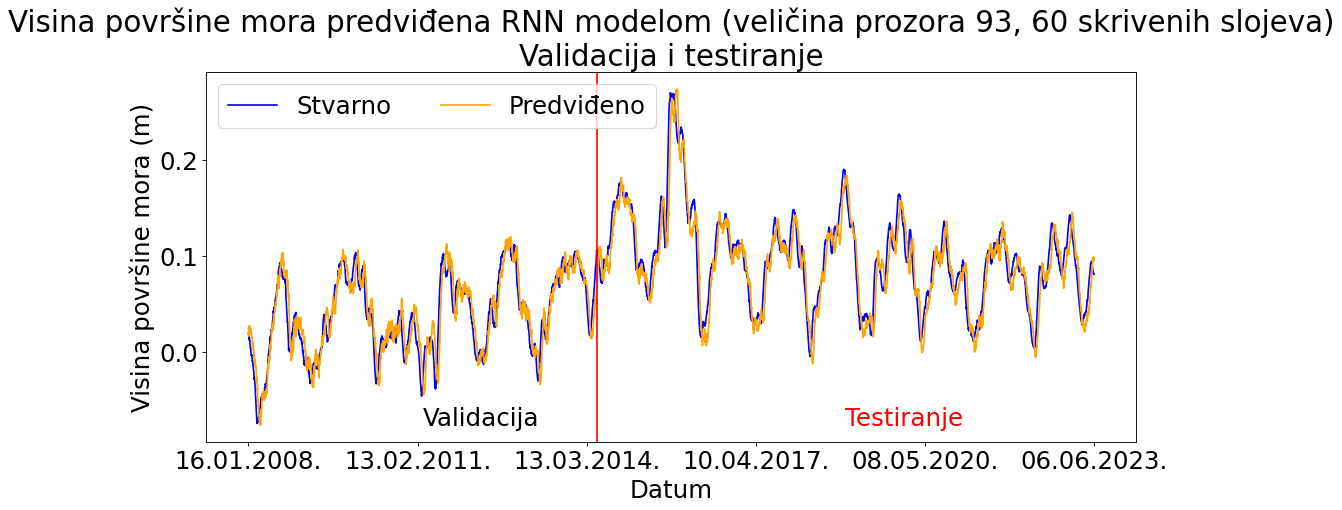 Visina površine mora predviđena RNN modelom (veličina prozora 93, 60 skrivenih slojeva)
Validacija i testiranje
Stvarno
Predviđeno
Visina površine mora (m)
0.2
0.1
0.0
Validacija
Testiranje
16.01.2008.
13.02.2011.
13.03.2014.
10.04.2017.
08.05.2020.
06.06.2023.
Datum